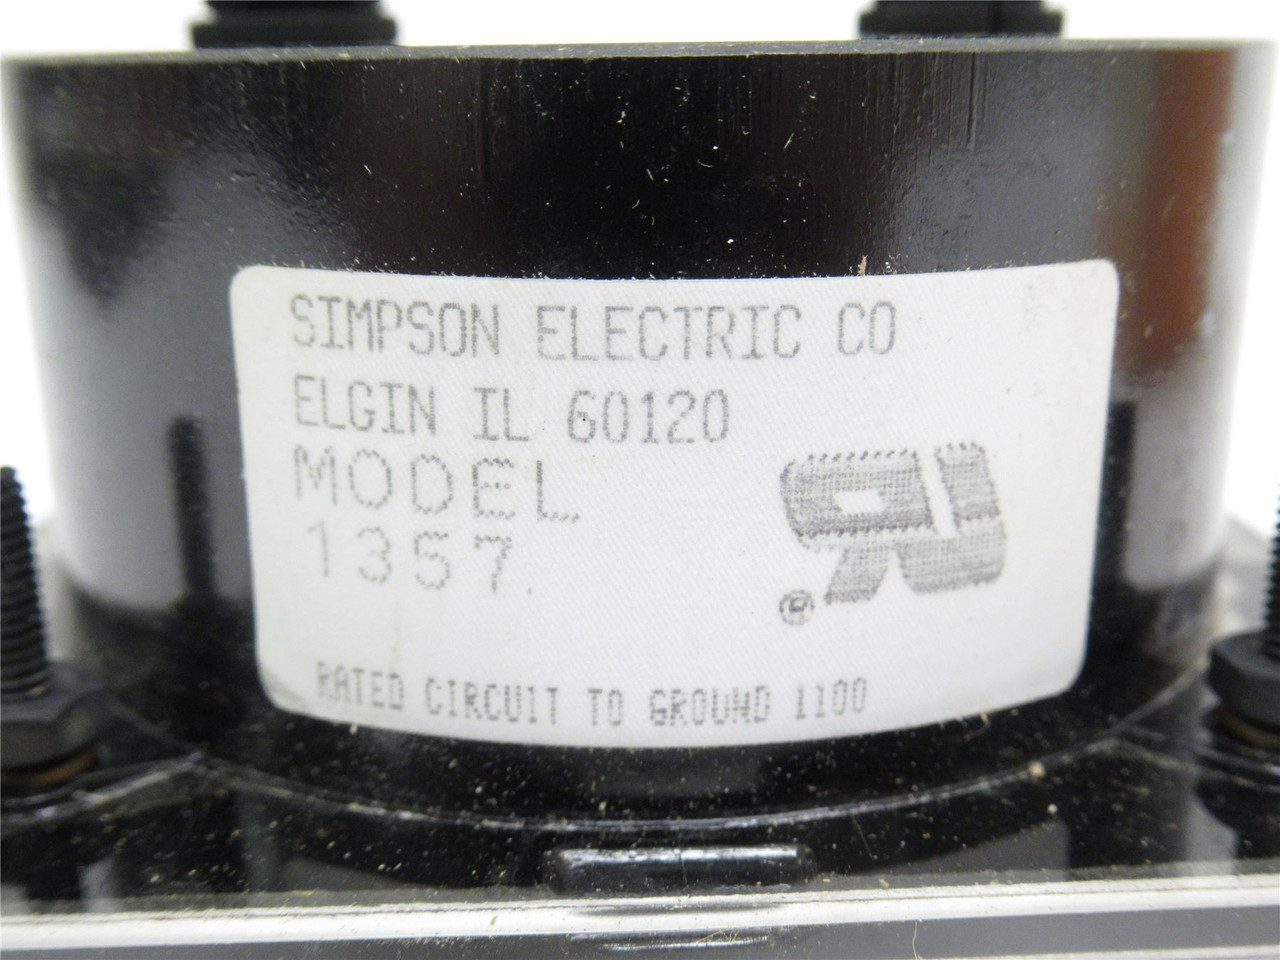 SIMPSON ELECTRIC CO
ELGIN IL 60120
MODEL
1357
RATED CIRCUIT TO GROUND 1100